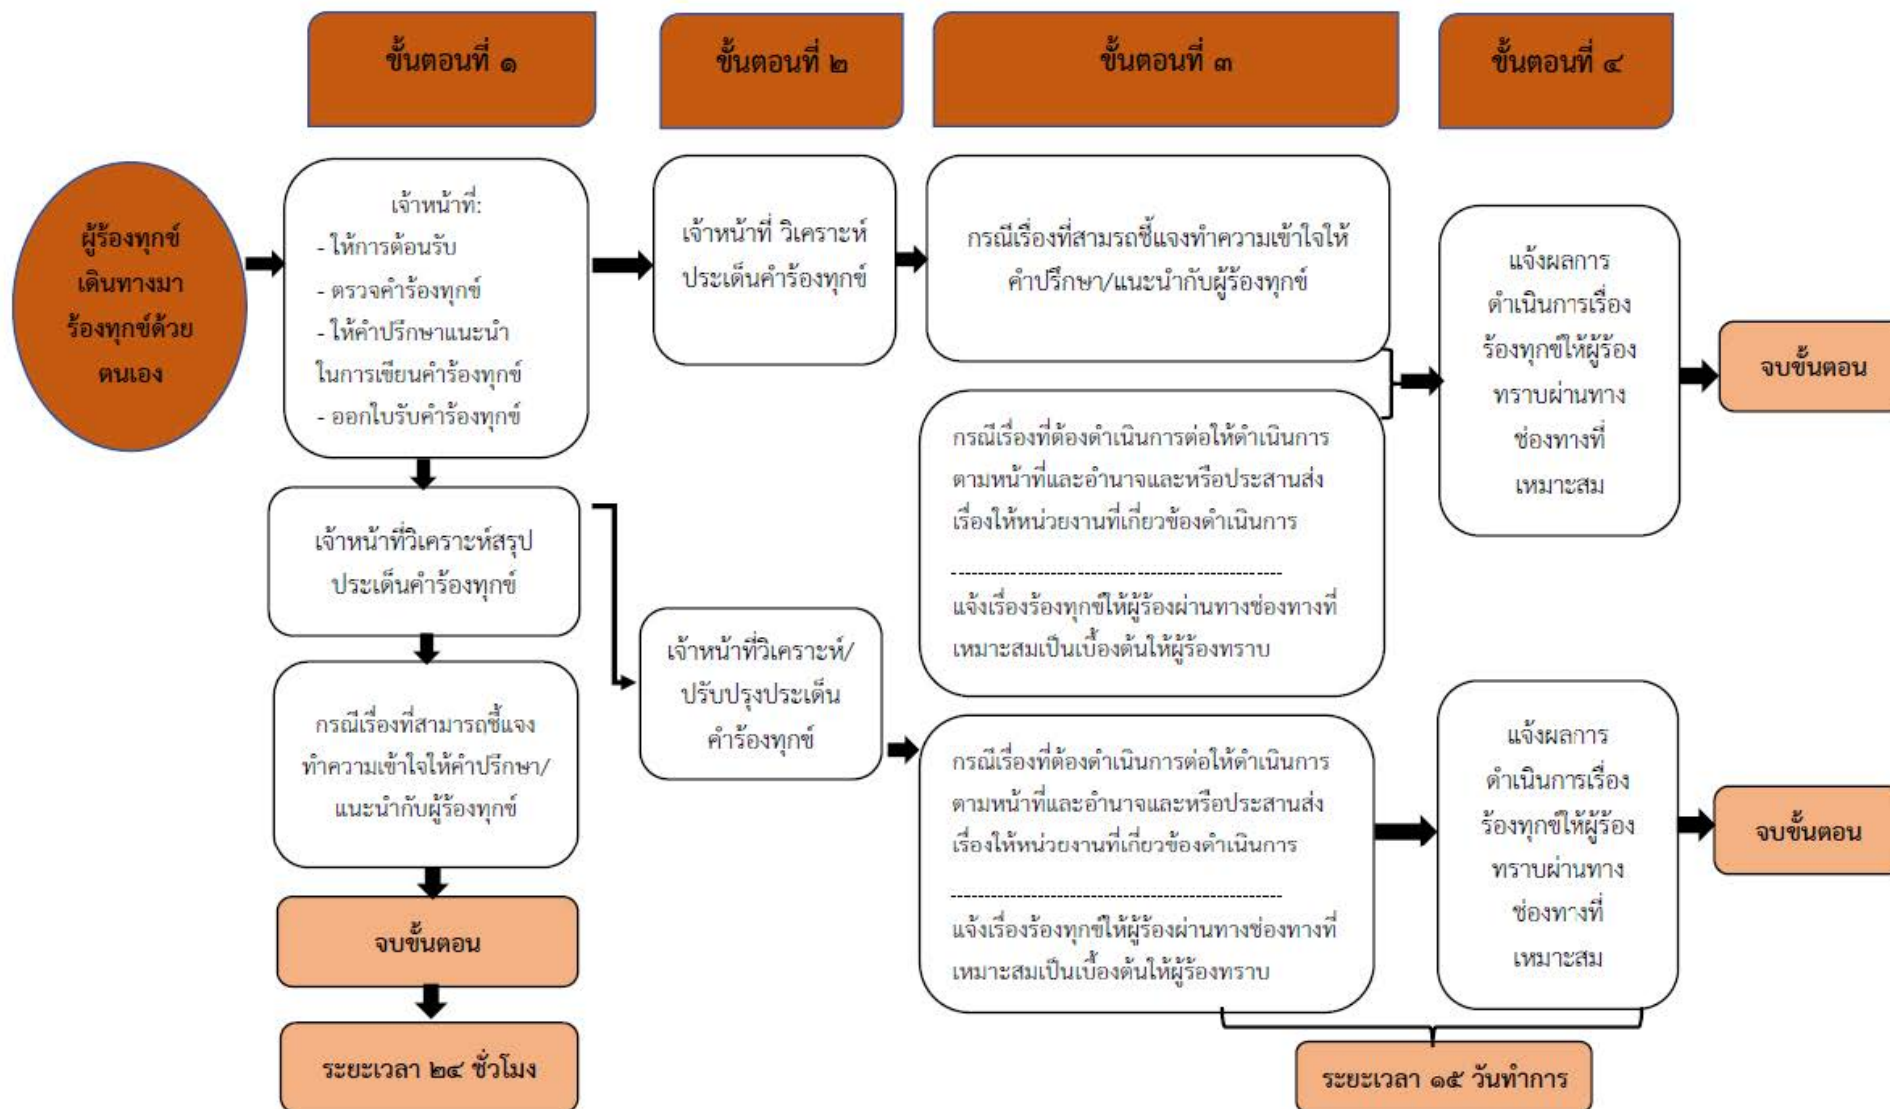 ขั้นตอนที่ ๑
ขั้นตอนที่ ๒
ขั้นตอนที่ ๓
ขั้นตอนที่ ๔
ผู้ร้องทุกข์
เดินทางมา
ร้องทุกข์ด้วย
ตนเอง
เจ้าหน้าที่:
- ให้การต้อนรับ
- ตรวจคำร้องทุกข์
- ให้คำปรึกษาแนะนำ
ในการเขียนคำร้องทุกข์
- ออกใบรับคำร้องทุกข์
เจ้าหน้าที่ วิเคราะห์
ประเด็นคำร้องทุกข์
กรณีเรื่องที่สามรถชี้แจงทำความเข้าใจให้
คำปรึกษา/แนะนำกับผู้ร้องทุกข์
กรณีเรื่องที่ต้องดำเนินการต่อให้ดำเนินการ
ตามหน้าที่และอำนาจและหรือประสานส่ง
เรื่องให้หน่วยงานที่เกี่ยวข้องดำเนินการ
--------------------------------------------------
แจ้งเรื่องร้องทุกข์ให้ผู้ร้องผ่านทางช่องทางที่
เหมาะสมเป็นเบื้องต้นให้ผู้ร้องทราบ
แจ้งผลการ
ดำเนินการเรื่อง
ร้องทุกข์ให้ผู้ร้อง
ทราบผ่านทาง
ช่องทางที่
เหมาะสม
จบขั้นตอน
เจ้าหน้าที่วิเคราะห์สรุป
ประเด็นคำร้องทุกข์
กรณีเรื่องที่สามารถชี้แจง
ทำความเข้าใจให้คำปรึกษา/
แนะนำกับผู้ร้องทุกข์
จบขั้นตอน
ระยะเวลา ๒๔ ชั่วโมง
เจ้าหน้าที่วิเคราะห์/
ปรับปรุงประเด็น
คำร้องทุกข์
กรณีเรื่องที่ต้องดำเนินการต่อให้ดำเนินการ
ตามหน้าที่และอำนาจและหรือประสานส่ง
เรื่องให้หน่วยงานที่เกี่ยวข้องดำเนินการ
--------------------------------------------------
แจ้งเรื่องร้องทุกข์ให้ผู้ร้องผ่านทางช่องทางที่
เหมาะสมเป็นเบื้องต้นให้ผู้ร้องทราบ
แจ้งผลการ
ดำเนินการเรื่อง
ร้องทุกข์ให้ผู้ร้อง
ทราบผ่านทาง
ช่องทางที่
เหมาะสม
จบขั้นตอน
ระยะเวลา ๑๕ วันทำการ